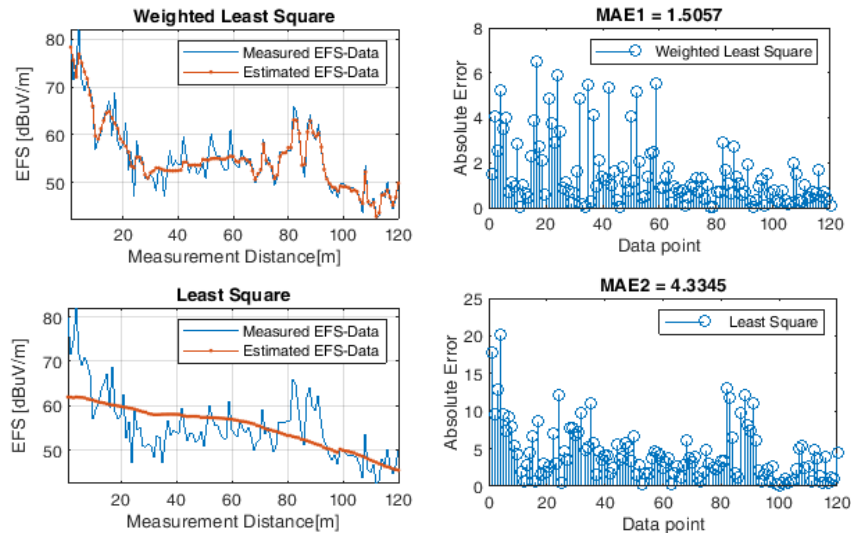 Weighted Least Square
80
70
60
50
EFS [dBuV/m]
Measured EFS-Data
Estimated EFS-Data
20 40 60 80 100 120
Measurement Distance[m]
MAE1 = 1.5057
8
6
4
2
0
Absolute Error
Weighted Least Square
0 20 40 60 80 100 120
Data point
Least Square
80
70
60
50
EFS [dBuV/m]
Measured EFS-Data
Estimated EFS-Data
20 40 60 80 100 120
Measurement Distance[m]
MAE2 = 4.3345
25
20
15
10
5
0
Absolute Error
Least Square
0 20 40 60 80 100 120
Data point